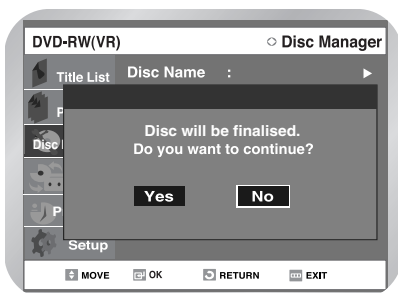 DVD-RW(VR) Disc Manager
Title List Disc Name : 
P
Disc
Disc will be finalised.
Do you want to continue?
Yes No
P
Setup
MOVE OK RETURN EXIT